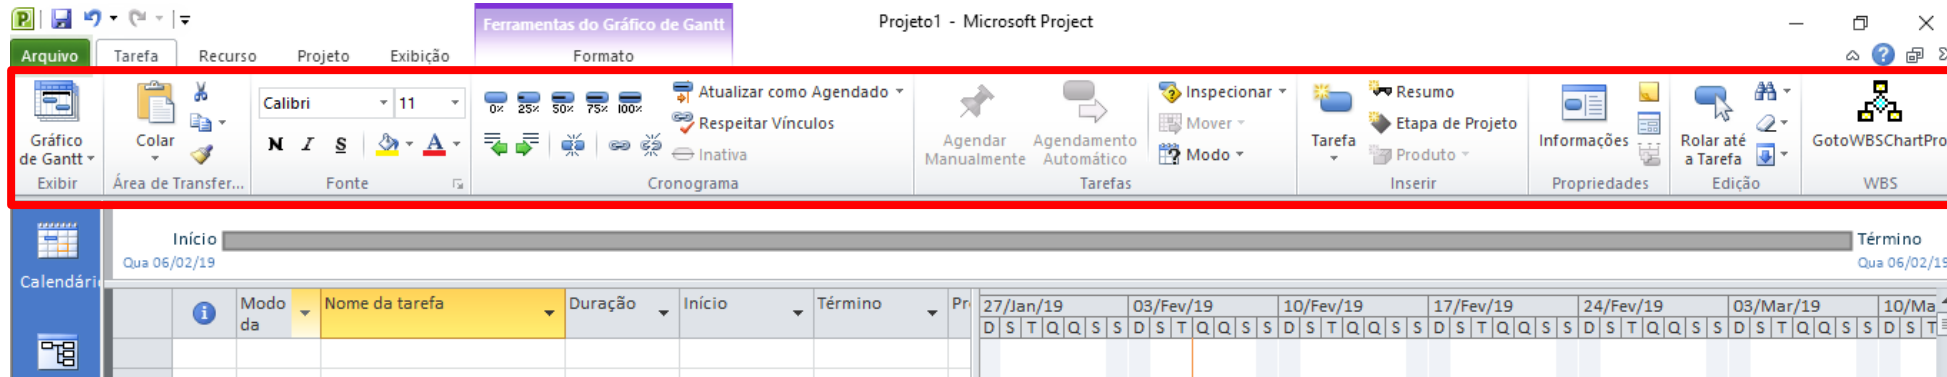 Ferramentas do Gráfico de Gantt
Projeto1 - Microsoft Project
Arquivo Tarefa Recurso Projeto Exibição Formato
Gráfico de Gantt
Exibir
Colar
Área de Transfer...
Calibri 11
N I S A
Fonte
0% 25% 50% 75% 100%
Atualizar como Agendado
Respeitar Vínculos
Inativa
Cronograma
Agendar Manualmente
Agendamento Automático
Inspecionar
Mover
Modo
Tarefas
Tarefa
Resumo
Etapa de Projeto
Produto
Inserir
Informações
Propriedades
Rolar até a Tarefa
Edição
GotoWBSChartPro
WBS
Calendári
Início
Qua 06/02/19
Término
Qua 06/02/19
Modo da
Nome da tarefa
Duração
Início
Término
Pr
27/Jan/19 03/Fev/19 10/Fev/19 17/Fev/19 24/Fev/19 03/Mar/19 10/Ma
D S T Q Q S S D S T Q Q S S D S T Q Q S S D S T Q Q S S D S T Q Q S S D S T Q Q S S D S T